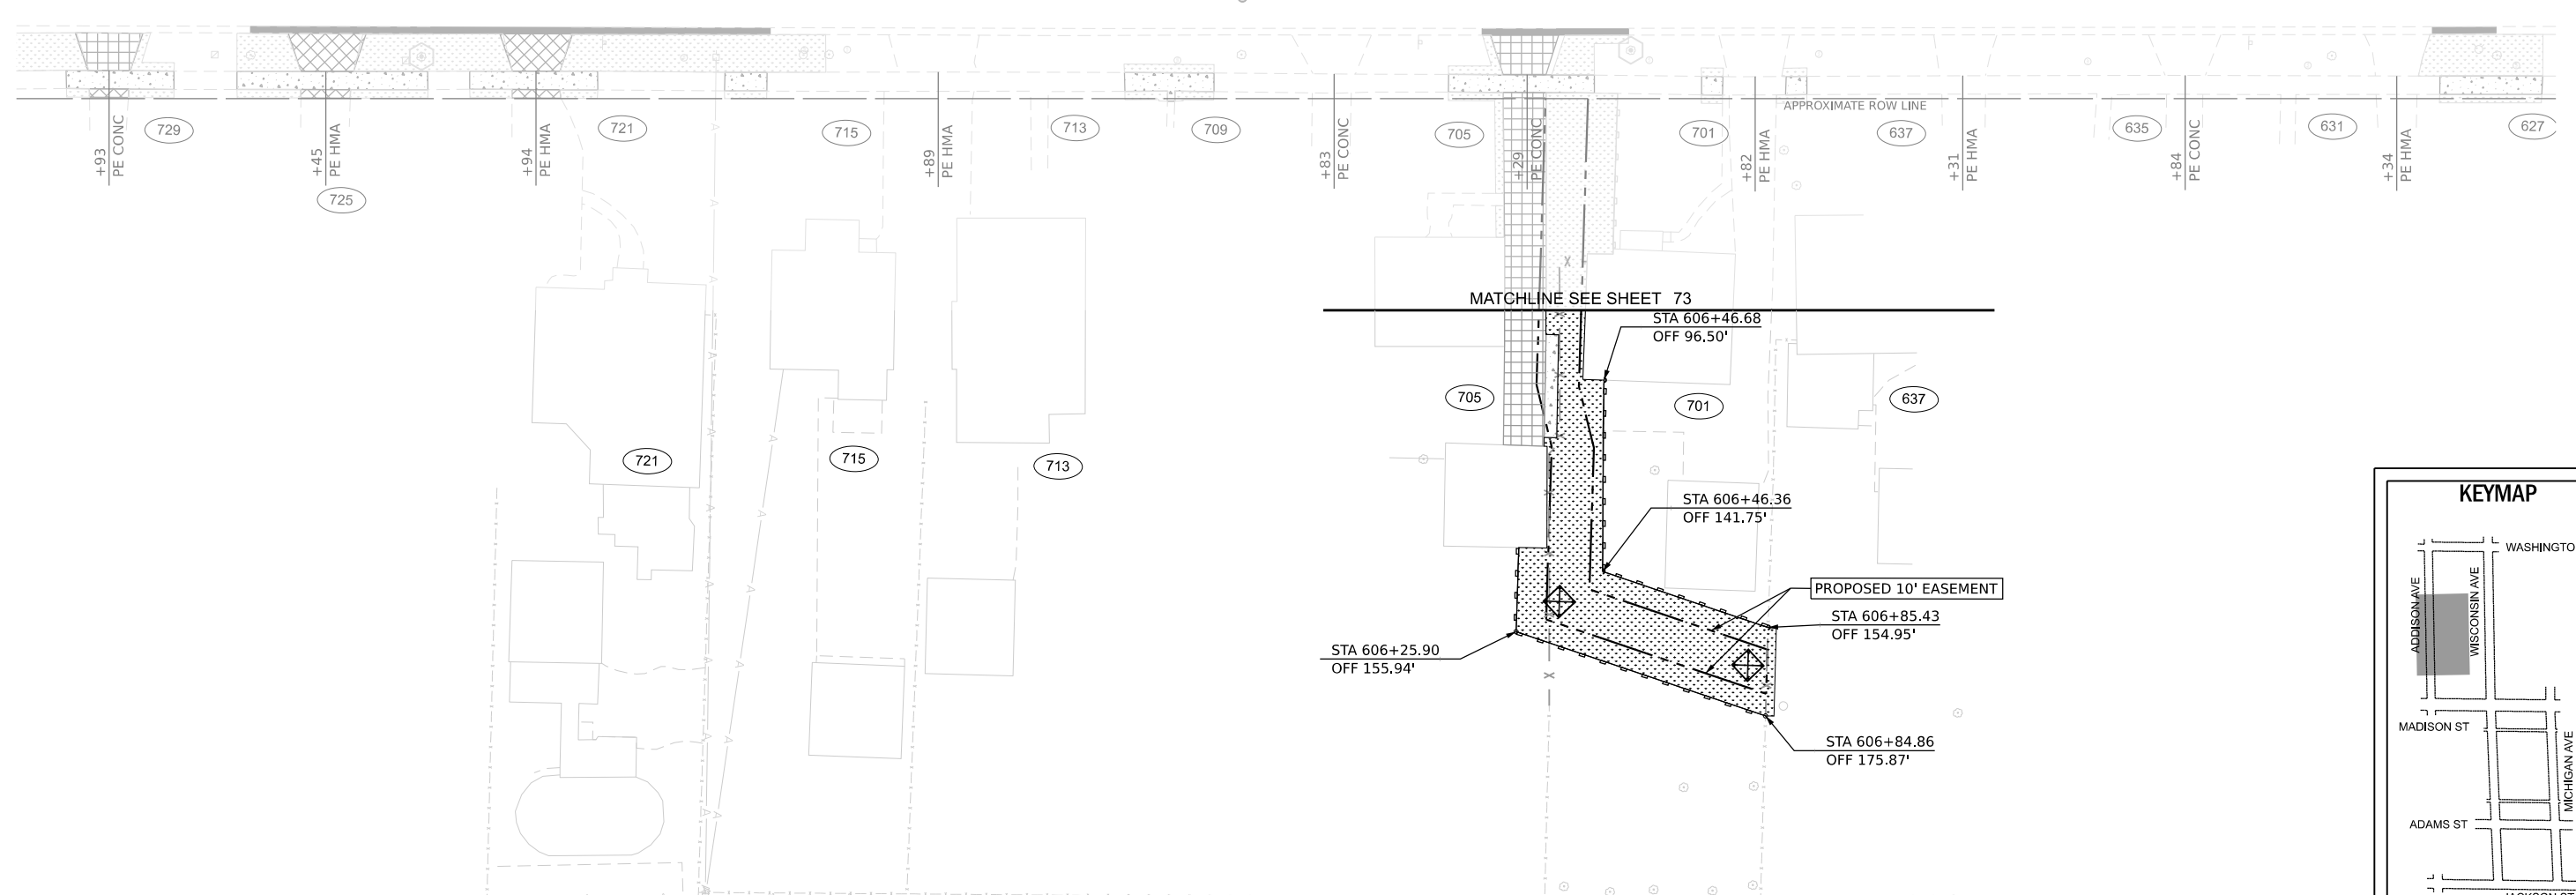 729
721
715
713
709
705
701
APPROXIMATE ROW LINE
637
635
631
627
+93
PE CONC
+45
PE HMA
+94
PE HMA
+89
PE HMA
+83
PE CONC
+29
PE CONC
+82
PE HMA
+31
PE HMA
+84
PE CONC
+34
PE HMA
725
MATCHLINE SEE SHEET 73
STA 606+46.68
OFF 96.50'
705
701
637
721
715
713
STA 606+46.36
OFF 141.75'
PROPOSED 10' EASEMENT
STA 606+85.43
OFF 154.95'
STA 606+25.90
OFF 155.94'
STA 606+84.86
OFF 175.87'
KEYMAP
WASHINGTO
ADDISON AVE
WISCONSIN AVE
MADISON ST
MICHIGAN AVE
ADAMS ST
JACKSON ST